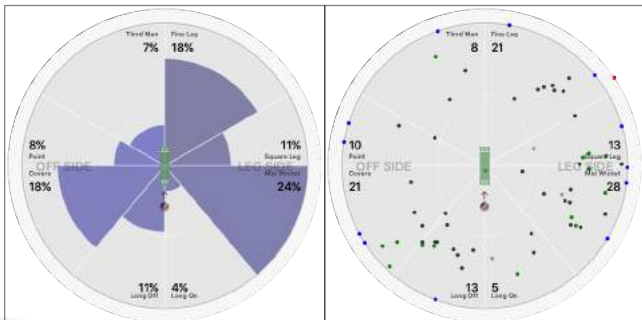 Third Man Fine Leg
7% 18%
8%
Point
OFF SIDE
Covers
18%
11%
Square Leg
LEG SIDE
Mid Wicket
24%
11% 4%
Long Off Long On
Third Man Fine Leg
8 21
10
Point
OFF SIDE
Covers
21
13
Square Leg
LEG SIDE
Mid Wicket
28
13 5
Long Off Long On